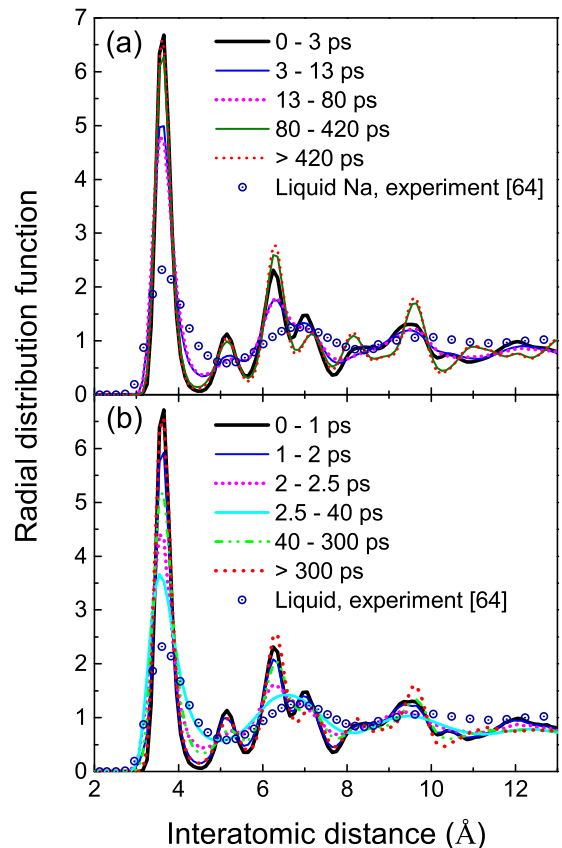 Radial distribution function
7
6
5
4
3
2
1
0
(a)
0 - 3 ps
3 - 13 ps
13 - 80 ps
80 - 420 ps
> 420 ps
Liquid Na, experiment [64]
6
5
4
3
2
1
0
(b)
0 - 1 ps
1 - 2 ps
2 - 2.5 ps
2.5 - 40 ps
40 - 300 ps
> 300 ps
Liquid, experiment [64]
2 4 6 8 10 12
Interatomic distance (Å)